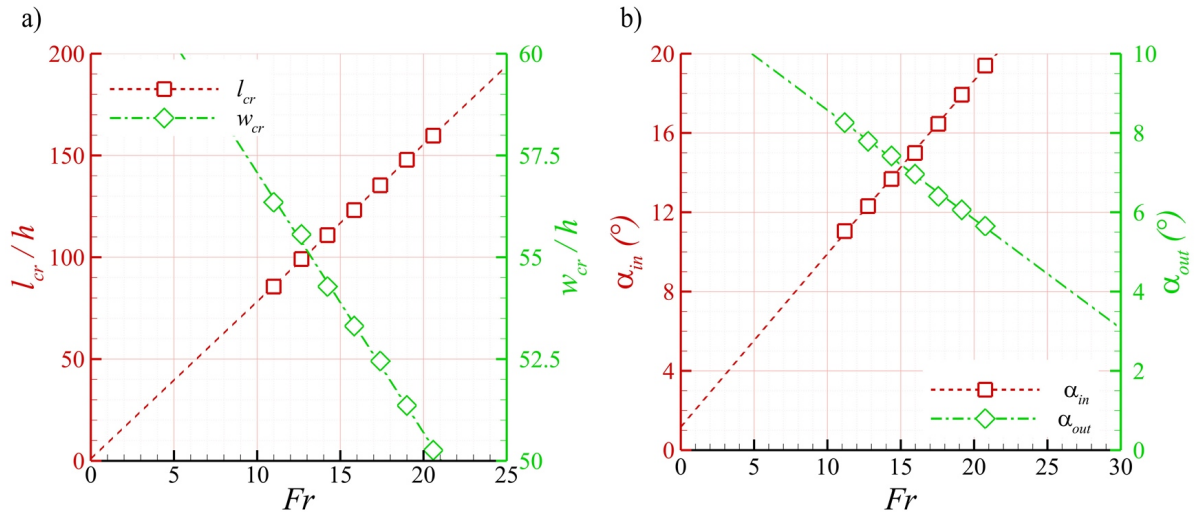 a)
200
150
100
50
0
l_cr / h
l_cr
w_cr
60
57.5
55
52.5
50
w_cr / h
0 5 10 15 20 25
Fr
b)
20
16
12
8
4
0
α_in (°)
10
8
6
4
2
0
α_out (°)
α_in
α_out
0 5 10 15 20 25 30
Fr